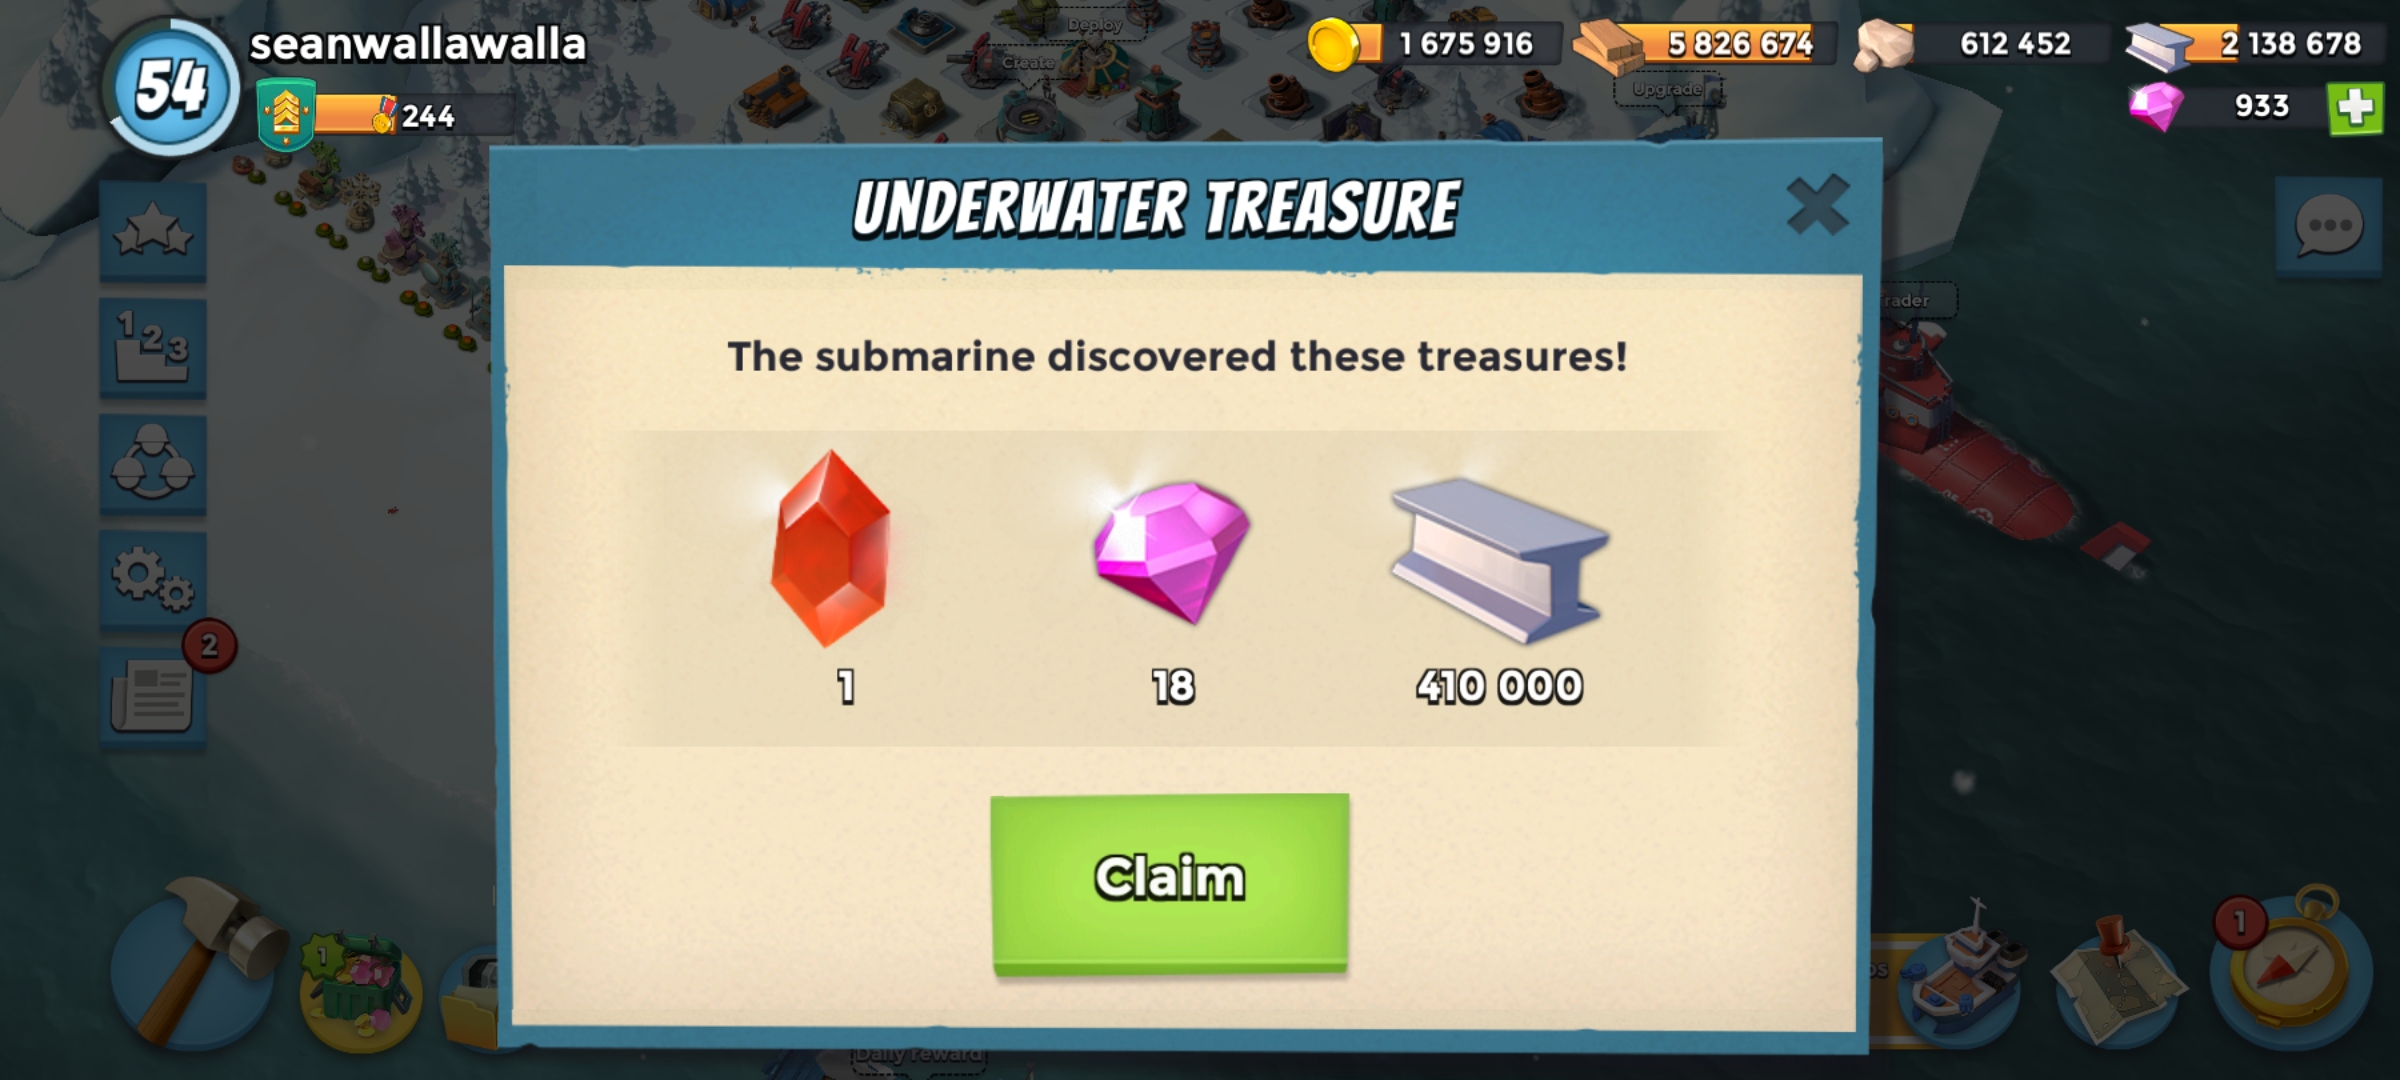 54
seanwallawalla
244
Deploy
Create
Upgrade
1 675 916
5 826 674
612 452
2 138 678
933
UNDERWATER TREASURE
The submarine discovered these treasures!
1
18
410 000
Claim
1 2 3
2
1
1
Daily reward